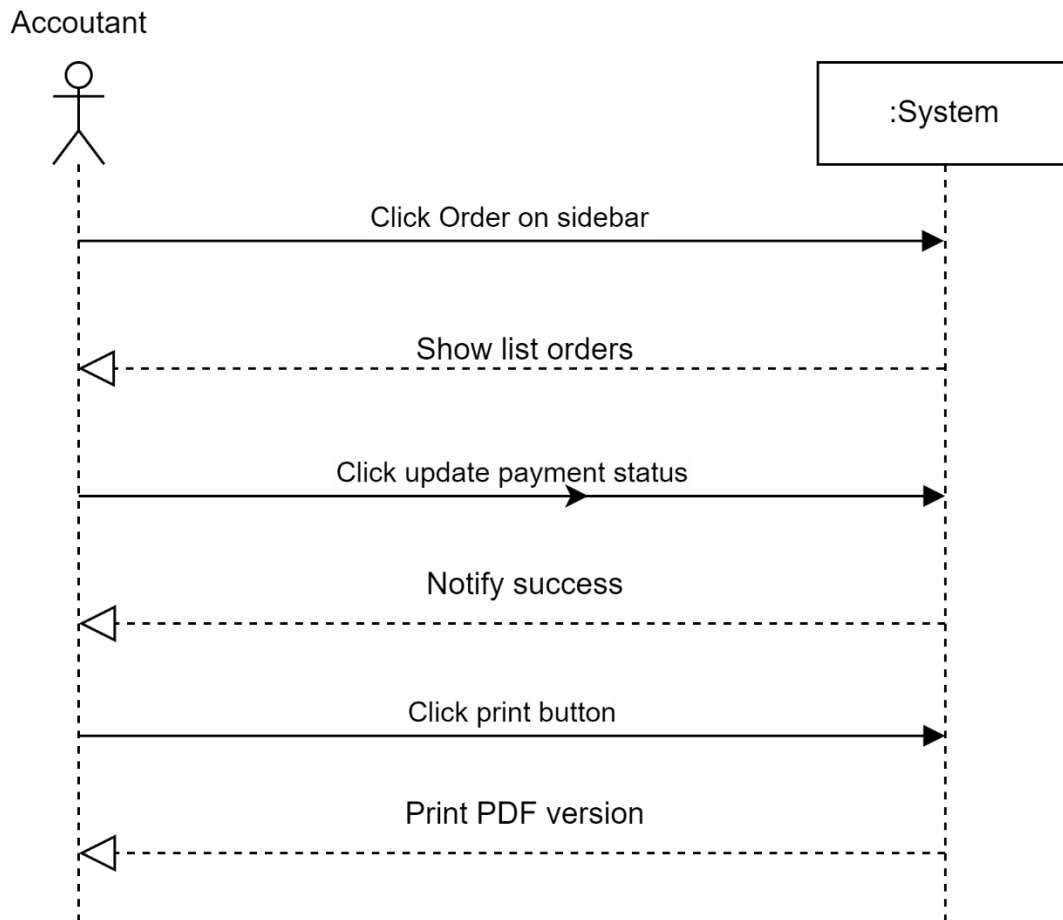 Accoutant
:System
Click Order on sidebar
Show list orders
Click update payment status
Notify success
Click print button
Print PDF version